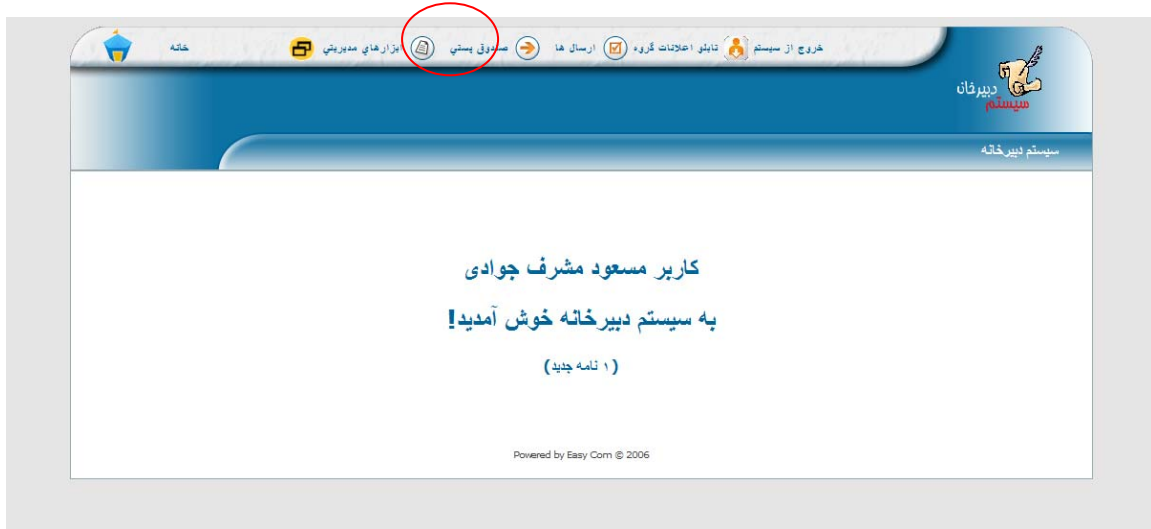 خانه ابزارهاي مديريتي صندوق پستي ارسال ها تابلو اعلانات گروه خروج از سيستم
دبیرخانه
سیستم
سیستم دبیرخانه
کاربر مسعود مشرف جوادی
به سیستم دبیرخانه خوش آمدید!
(۱ نامه جدید)
Powered by Easy Com © 2006